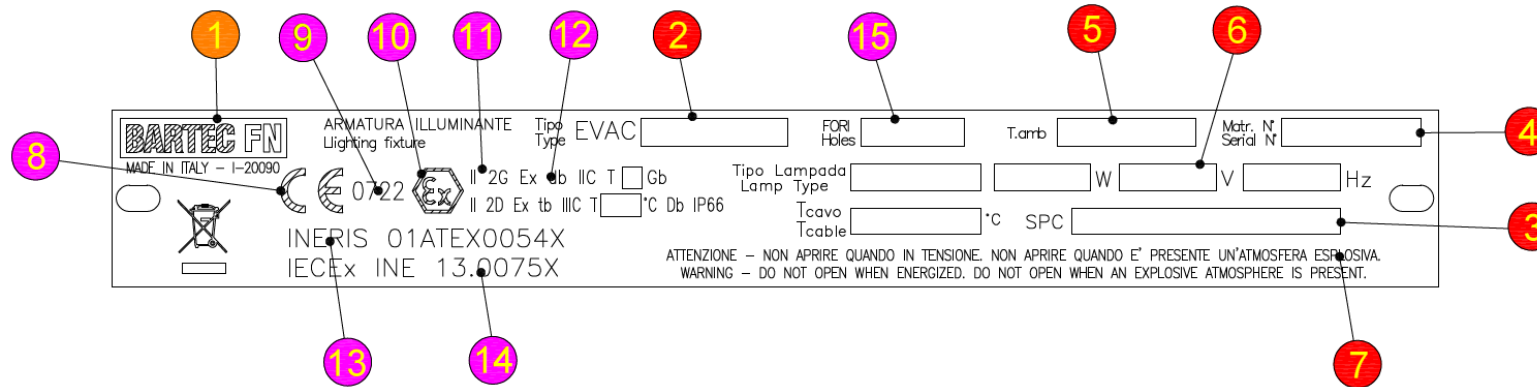 1 9 10 11 12 2 15 5 6
BARTEC FN ARMATURA ILLUMINANTE Tipo EVAC FORI T.amb Matr. N° 4
Llighting fixture Type Holes Serial N°
8 MADE IN ITALY - I-20090
CE 0722 Ex II 2G Ex db IIC T Gb Tipo Lampada W V Hz
Lamp Type
II 2D Ex tb IIIC T °C Db IP66 Tcavo °C SPC 3
Tcable
INERIS 01ATEX0054X
IECEx INE 13.0075X
ATTENZIONE - NON APRIRE QUANDO IN TENSIONE. NON APRIRE QUANDO E' PRESENTE UN'ATMOSFERA ESPLOSIVA.
WARNING - DO NOT OPEN WHEN ENERGIZED. DO NOT OPEN WHEN AN EXPLOSIVE ATMOSPHERE IS PRESENT.
13 14 7